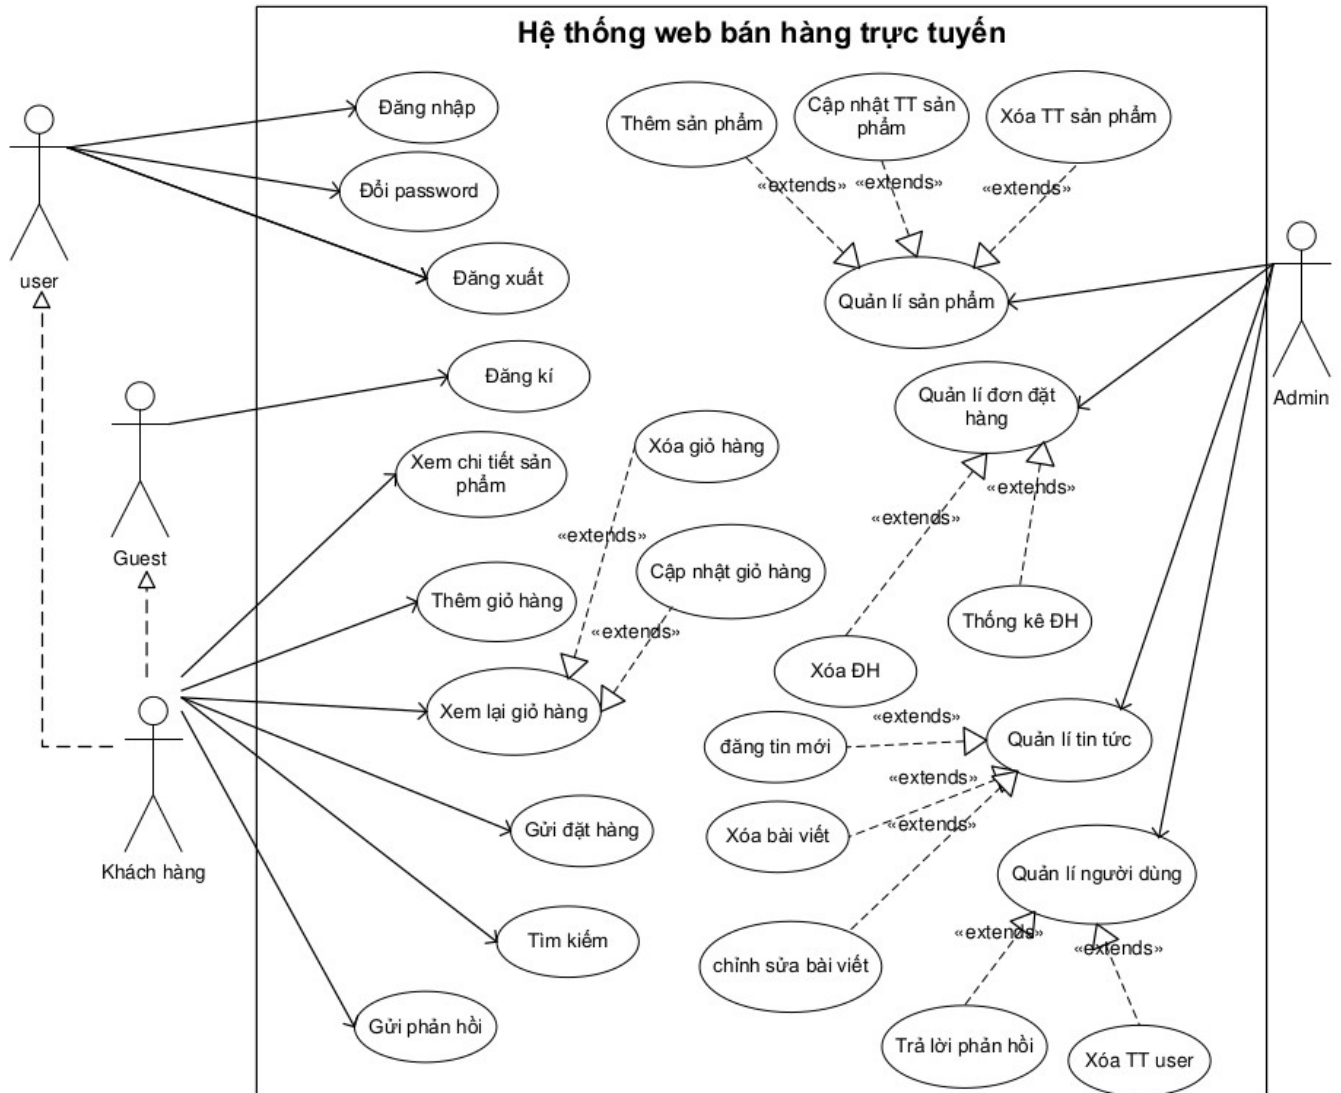 Hệ thống web bán hàng trực tuyến
Đăng nhập
Đổi password
Đăng xuất
user
Đăng kí
Guest
Xem chi tiết sản
phẩm
Thêm giỏ hàng
Xem lại giỏ hàng
Gửi đặt hàng
Tìm kiếm
Gửi phản hồi
Khách hàng
Xóa giỏ hàng
«extends»
Cập nhật giỏ hàng
«extends»
Thêm sản phẩm
Cập nhật TT sản
phẩm
Xóa TT sản phẩm
«extends»
«extends»
«extends»
Quản lí sản phẩm
Admin
Quản lí đơn đặt
hàng
«extends»
«extends»
Thống kê ĐH
Xóa ĐH
«extends»
đăng tin mới
Quản lí tin tức
«extends»
Xóa bài viết
«extends»
chỉnh sửa bài viết
Quản lí người dùng
«extends»
«extends»
Trả lời phản hồi
Xóa TT user